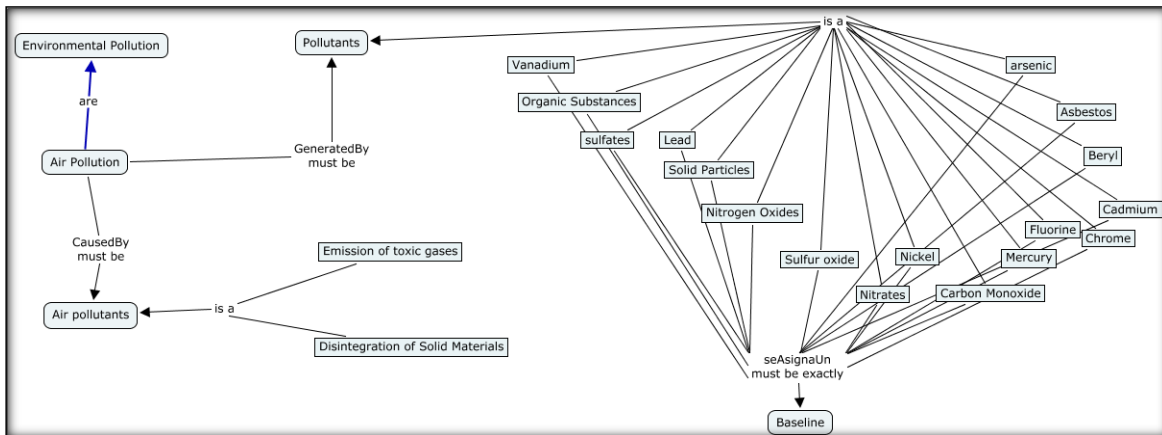 is a
Environmental Pollution
Pollutants
Vanadium
arsenic
are
Organic Substances
Asbestos
sulfates
Lead
GeneratedBy
must be
Air Pollution
Beryl
Solid Particles
Nitrogen Oxides
Cadmium
CausedBy
must be
Fluorine
Chrome
Emission of toxic gases
Sulfur oxide
Nickel
Mercury
Nitrates
Carbon Monoxide
Air pollutants
is a
Disintegration of Solid Materials
seAsignaUn
must be exactly
Baseline